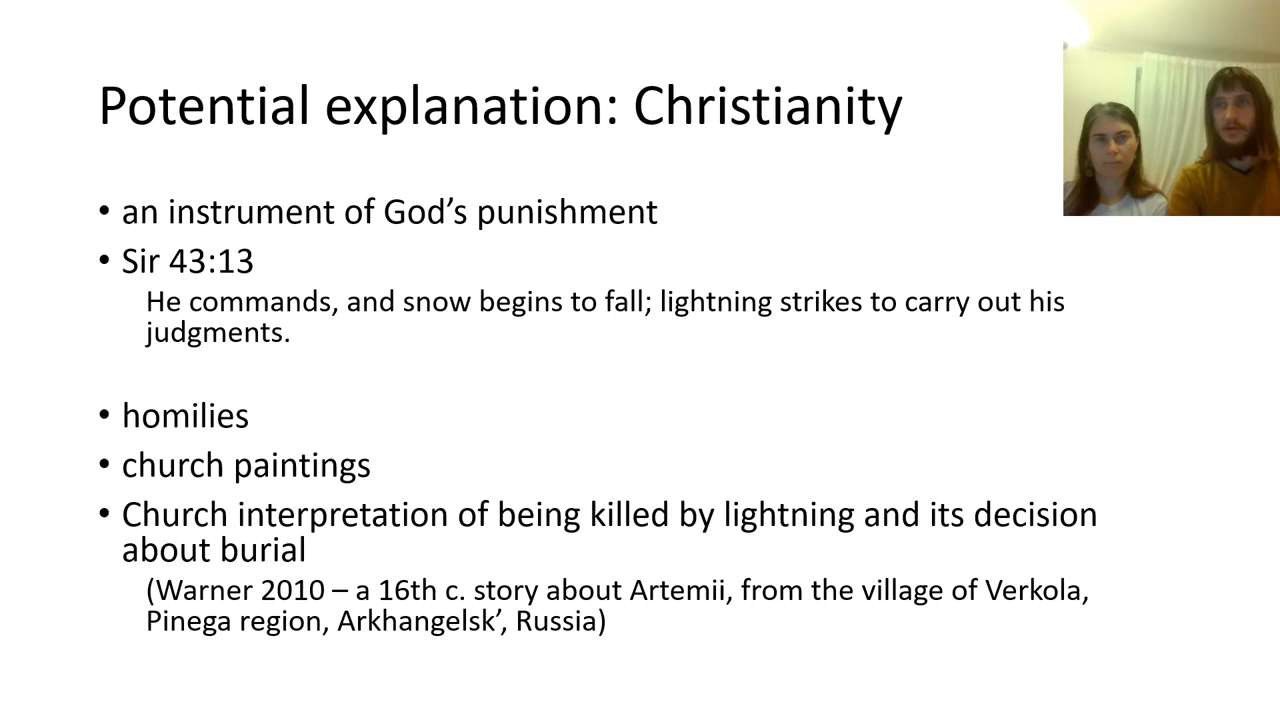 Potential explanation: Christianity
• an instrument of God’s punishment
• Sir 43:13
He commands, and snow begins to fall; lightning strikes to carry out his
judgments.
• homilies
• church paintings
• Church interpretation of being killed by lightning and its decision
about burial
(Warner 2010 – a 16th c. story about Artemii, from the village of Verkola,
Pinega region, Arkhangelsk’, Russia)